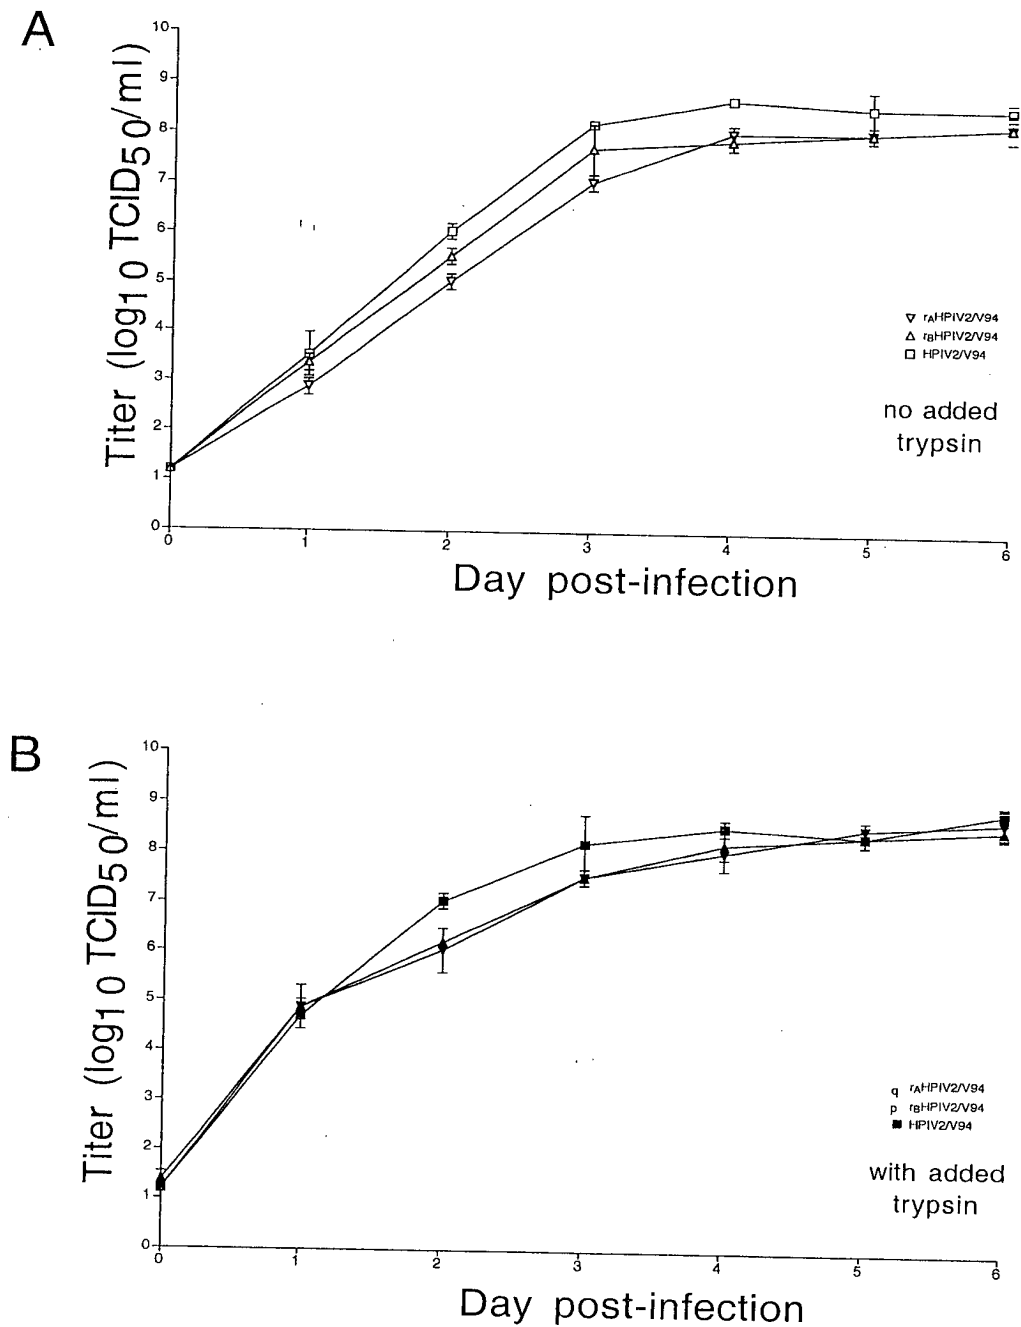 A
10
9
8
7
6
5
4
3
2
1
0
Titer (log10 TCID50/ml)
0 1 2 3 4 5 6
Day post-infection
▽ rAHPIV2/V94
△ rBHPIV2/V94
□ HPIV2/V94
no added
trypsin
B
10
9
8
7
6
5
4
3
2
1
0
Titer (log10 TCID50/ml)
0 1 2 3 4 5 6
Day post-infection
q rAHPIV2/V94
p rBHPIV2/V94
■ HPIV2/V94
with added
trypsin